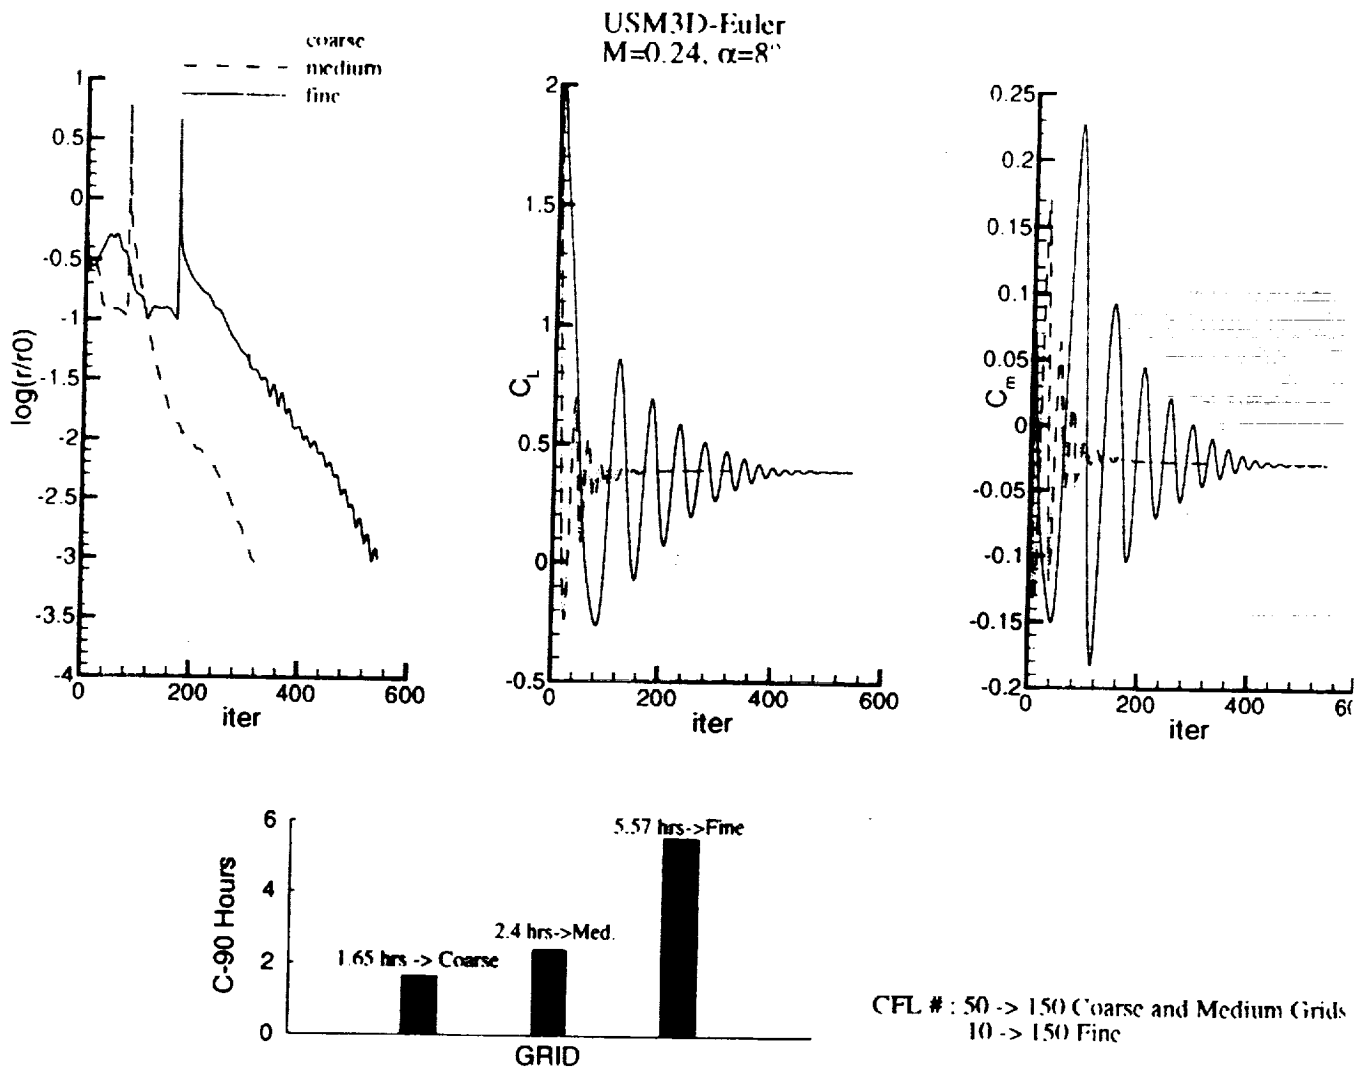 USM3D-Euler
M=0.24, α=8°
coarse
medium
fine
1
0.5
0
-0.5
-1
-1.5
-2
-2.5
-3
-3.5
-4
log(r/r0)
0
200
400
600
iter
2
1.5
1
0.5
0
-0.5
C_L
0
200
400
600
iter
0.25
0.2
0.15
0.1
0.05
0
-0.05
-0.1
-0.15
-0.2
C_m
0
200
400
iter
6
4
2
0
C-90 Hours
1.65 hrs -> Coarse
2.4 hrs->Med.
5.57 hrs->Fine
GRID
CFL # : 50 -> 150 Coarse and Medium Grids
10 -> 150 Fine